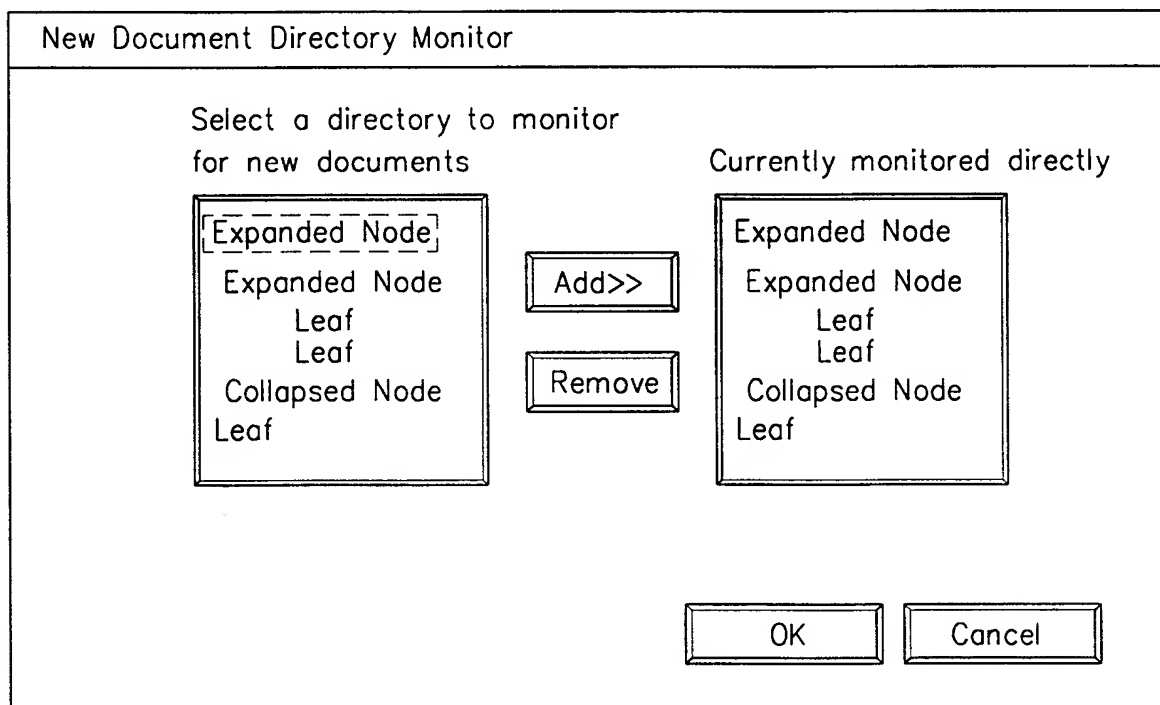 New Document Directory Monitor
Select a directory to monitor
for new documents
Currently monitored directly
Expanded Node
Expanded Node
Leaf
Leaf
Collapsed Node
Leaf
Add>>
Remove
Expanded Node
Expanded Node
Leaf
Leaf
Collapsed Node
Leaf
OK
Cancel